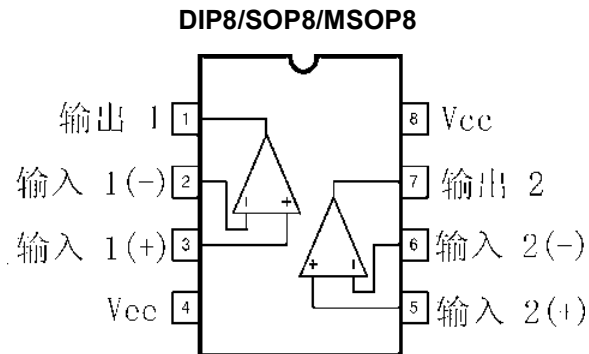 DIP8/SOP8/MSOP8
输出 1 1
8 Vcc
输入 1(-) 2
7 输出 2
输入 1(+) 3
6 输入 2(-)
Vcc 4
5 输入 2(+)
- +
+ -